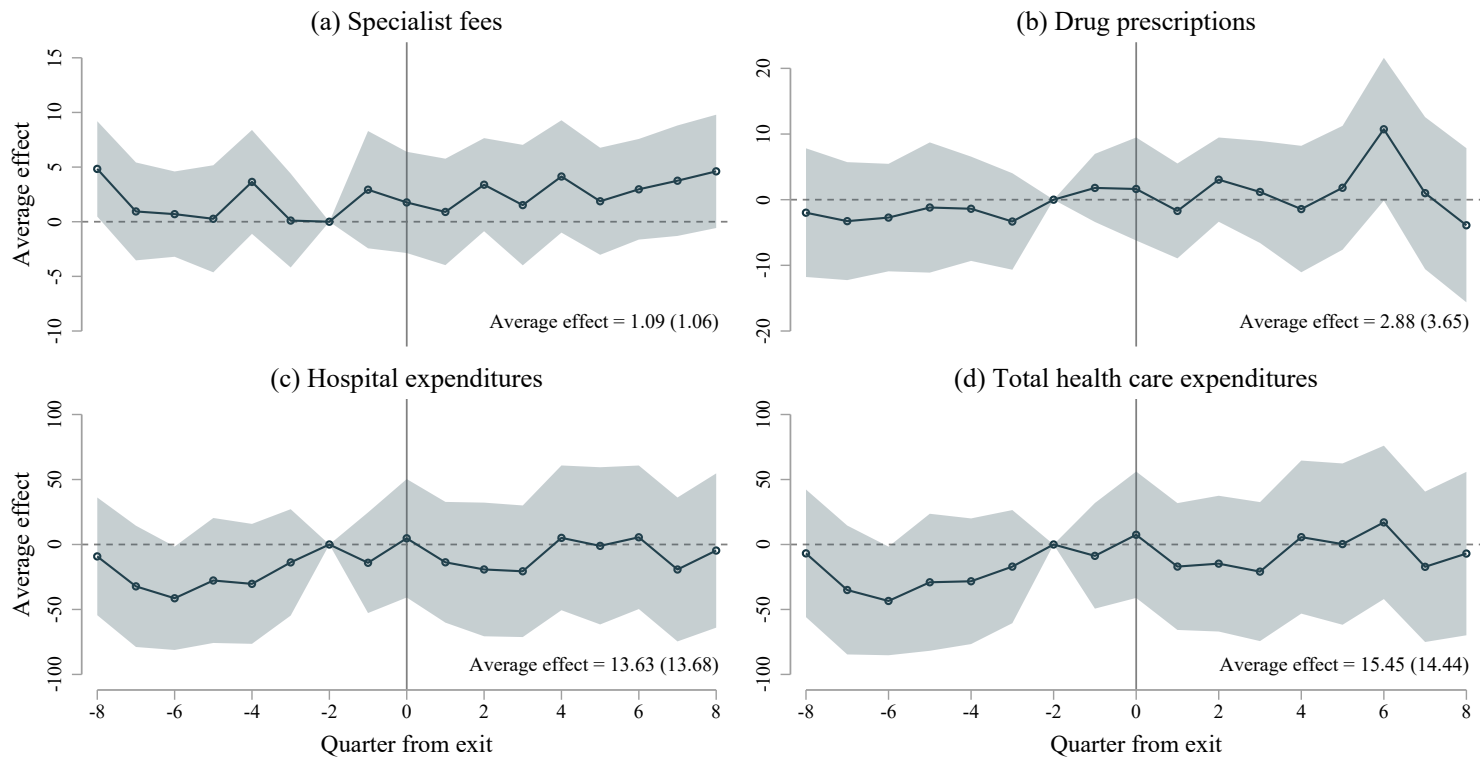 (a) Specialist fees
Average effect
15
10
5
0
-5
-10
Average effect = 1.09 (1.06)
(b) Drug prescriptions
20
10
0
-10
-20
Average effect = 2.88 (3.65)
(c) Hospital expenditures
Average effect
100
50
0
-50
-100
Average effect = 13.63 (13.68)
-8 -6 -4 -2 0 2 4 6 8
Quarter from exit
(d) Total health care expenditures
100
50
0
-50
-100
Average effect = 15.45 (14.44)
-8 -6 -4 -2 0 2 4 6 8
Quarter from exit